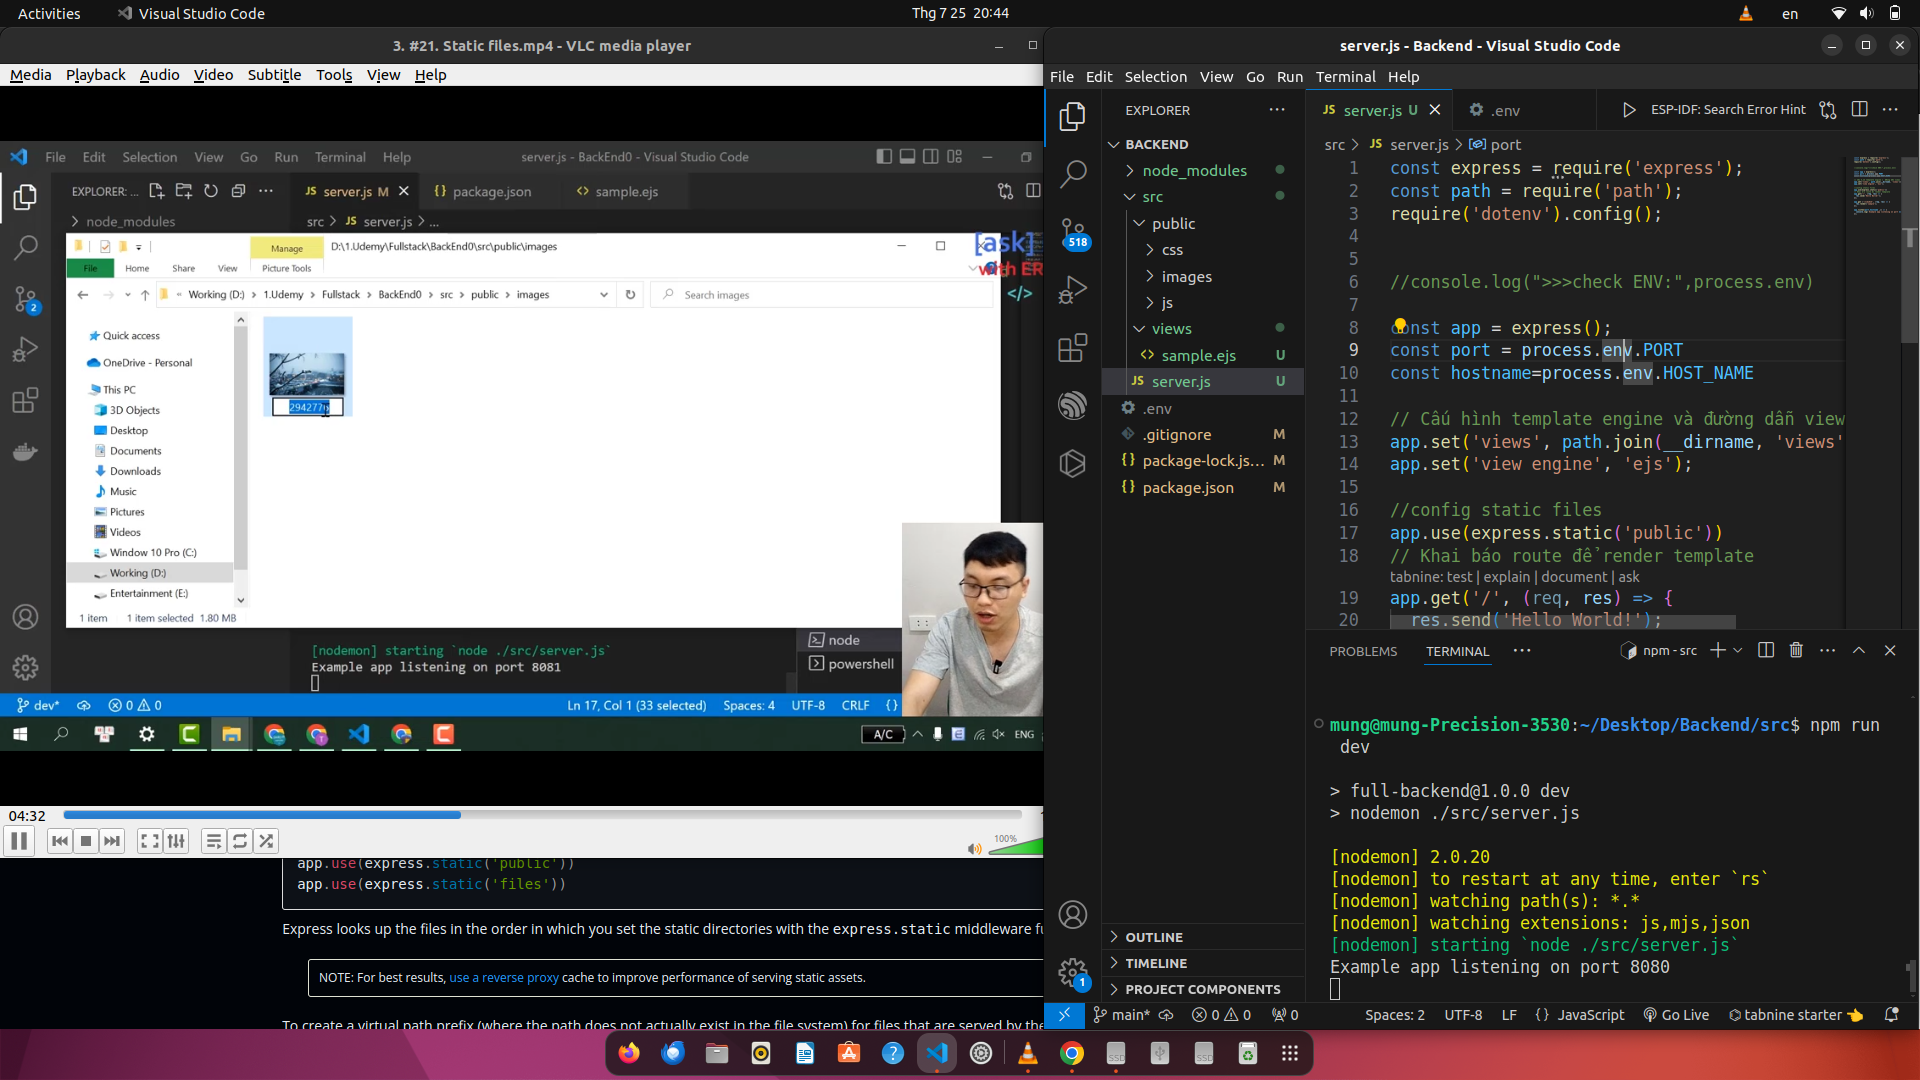 Activities
Visual Studio Code
Thg 7 25 20:44
en
3. #21. Static files.mp4 - VLC media player
Media Playback Audio Video Subtitle Tools View Help
File Edit Selection View Go Run Terminal Help
server.js - BackEnd0 - Visual Studio Code
EXPLORER: ...
server.js M
package.json
sample.ejs
node_modules
src > JS server.js > ...
Manage
D:\1.Udemy\Fullstack\BackEnd0\src\public\images
File Home Share View Picture Tools
[ask]
with ER
</>
Working (D:) > 1.Udemy > Fullstack > BackEnd0 > src > public > images
Search images
Quick access
OneDrive - Personal
This PC
3D Objects
Desktop
Documents
Downloads
Music
Pictures
Videos
Window 10 Pro (C:)
Working (D:)
Entertainment (E:)
1 item 1 item selected 1.80 MB
[nodemon] starting `node ./src/server.js`
Example app listening on port 8081
node
powershell
dev*
0 0
Ln 17, Col 1 (33 selected) Spaces: 4 UTF-8 CRLF {}
2
A/C
ENG
04:32
100%
app.use(express.static('public'))
app.use(express.static('files'))
Express looks up the files in the order in which you set the static directories with the express.static middleware fu
NOTE: For best results, use a reverse proxy cache to improve performance of serving static assets.
To create a virtual path prefix (where the path does not actually exist in the file system) for files that are served by the
server.js - Backend - Visual Studio Code
File Edit Selection View Go Run Terminal Help
EXPLORER
BACKEND
node_modules
src
public
css
images
js
views
sample.ejs U
JS server.js U
.env
.gitignore M
package-lock.js... M
package.json M
OUTLINE
TIMELINE
PROJECT COMPONENTS
518
1
JS server.js U
.env
ESP-IDF: Search Error Hint
src > JS server.js > port
1 const express = require('express');
2 const path = require('path');
3 require('dotenv').config();
4
5
6 //console.log(">>>check ENV:",process.env)
7
8 const app = express();
9 const port = process.env.PORT
10 const hostname=process.env.HOST_NAME
11
12 // Cấu hình template engine và đường dẫn view
13 app.set('views', path.join(__dirname, 'views'
14 app.set('view engine', 'ejs');
15
16 //config static files
17 app.use(express.static('public'))
18 // Khai báo route để render template
tabnine: test | explain | document | ask
19 app.get('/', (req, res) => {
20 res.send('Hello World!');
PROBLEMS TERMINAL ...
npm - src
mung@mung-Precision-3530:~/Desktop/Backend/src$ npm run
dev
> full-backend@1.0.0 dev
> nodemon ./src/server.js
[nodemon] 2.0.20
[nodemon] to restart at any time, enter `rs`
[nodemon] watching path(s): *.*
[nodemon] watching extensions: js,mjs,json
[nodemon] starting `node ./src/server.js`
Example app listening on port 8080
main* 0 0 0
Spaces: 2 UTF-8 LF {} JavaScript Go Live tabnine starter
SSD
SSD